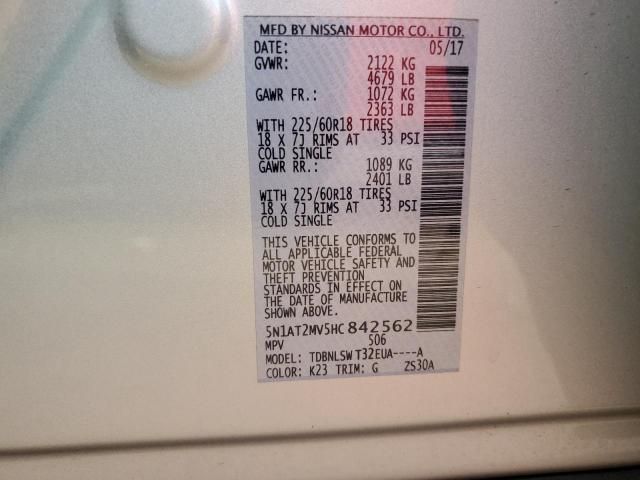 MFD BY NISSAN MOTOR CO., LTD.
DATE: 05/17
GVWR: 2122 KG
4679 LB
GAWR FR.: 1072 KG
2363 LB
WITH 225/60R18 TIRES
18 X 7J RIMS AT 33 PSI
COLD SINGLE
GAWR RR.: 1089 KG
2401 LB
WITH 225/60R18 TIRES
18 X 7J RIMS AT 33 PSI
COLD SINGLE
THIS VEHICLE CONFORMS TO
ALL APPLICABLE FEDERAL
MOTOR VEHICLE SAFETY AND
THEFT PREVENTION
STANDARDS IN EFFECT ON
THE DATE OF MANUFACTURE
SHOWN ABOVE.
5N1AT2MV5HC842562
MPV S06
MODEL: TDBNLSW T32EUA----A
COLOR: K23 TRIM: G ZS30A